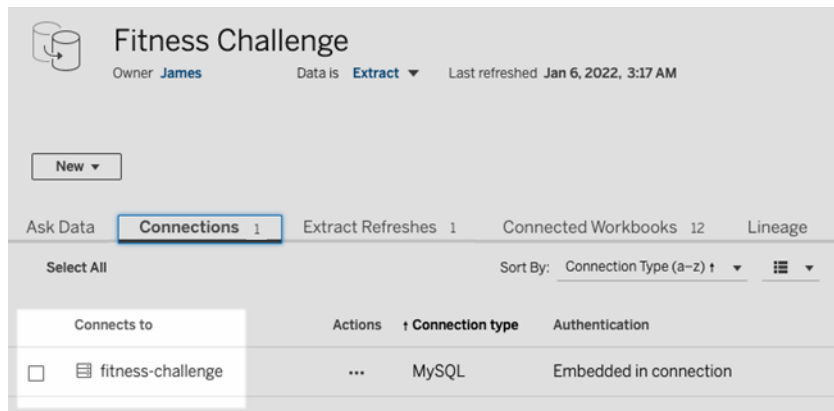 Fitness Challenge
Owner James Data is Extract Last refreshed Jan 6, 2022, 3:17 AM
New
Ask Data Connections 1 Extract Refreshes 1 Connected Workbooks 12 Lineage
Select All Sort By: Connection Type (a–z) ↑
Connects to Actions ↑ Connection type Authentication
fitness-challenge ··· MySQL Embedded in connection